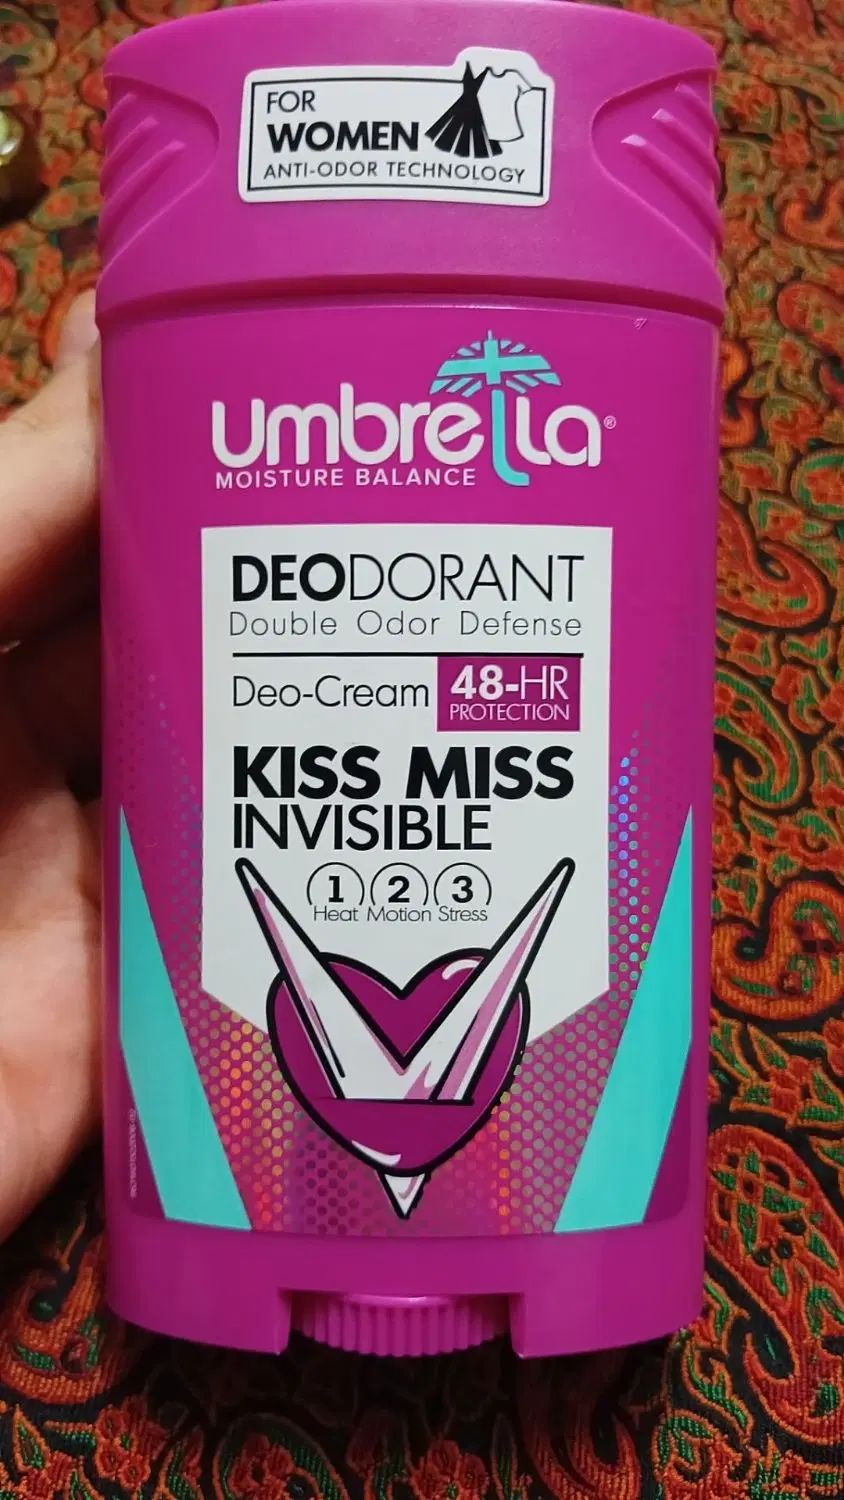 FOR
WOMEN
ANTI-ODOR TECHNOLOGY
umbrella®
MOISTURE BALANCE
DEODORANT
Double Odor Defense
Deo-Cream 48-HR
PROTECTION
KISS MISS
INVISIBLE
1 2 3
Heat Motion Stress